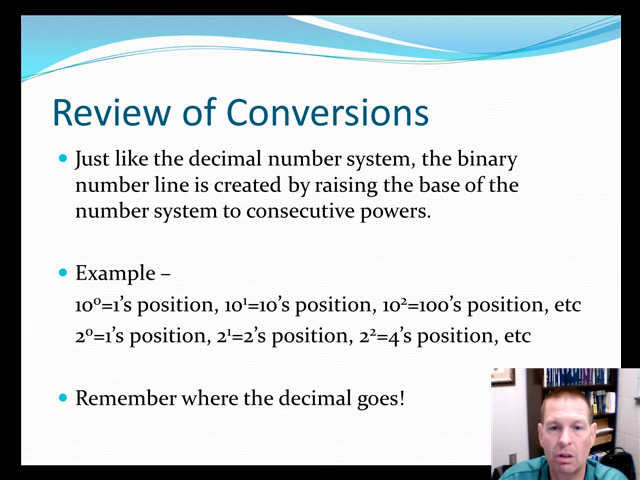 Review of Conversions
• Just like the decimal number system, the binary
number line is created by raising the base of the
number system to consecutive powers.
• Example –
10⁰=1’s position, 10¹=10’s position, 10²=100’s position, etc
2⁰=1’s position, 2¹=2’s position, 2²=4’s position, etc
• Remember where the decimal goes!